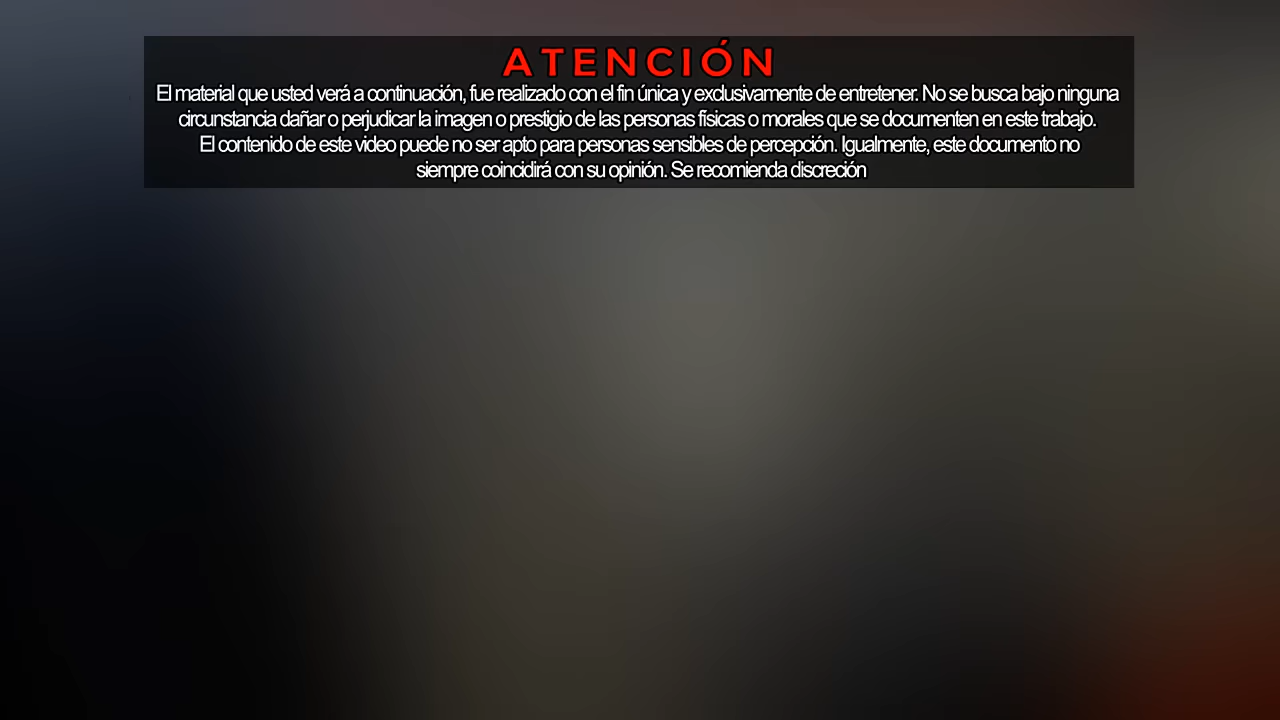 ATENCIÓN
El material que usted verá a continuación, fue realizado con el fin única y exclusivamente de entretener. No se busca bajo ninguna
circunstancia dañar o perjudicar la imagen o prestigio de las personas físicas o morales que se documenten en este trabajo.
El contenido de este video puede no ser apto para personas sensibles de percepción. Igualmente, este documento no
siempre coincidirá con su opinión. Se recomienda discreción